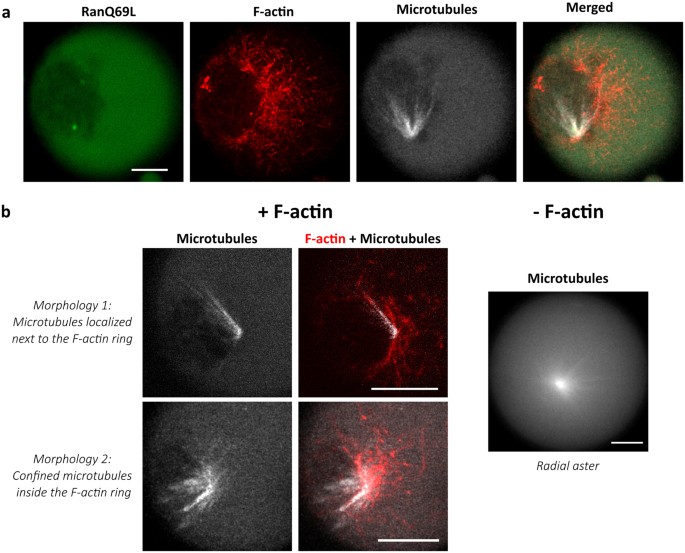 a
RanQ69L
F-actin
Microtubules
Merged
b
+ F-actin
- F-actin
Microtubules
F-actin + Microtubules
Morphology 1:
Microtubules localized
next to the F-actin ring
Microtubules
Morphology 2:
Confined microtubules
inside the F-actin ring
Radial aster